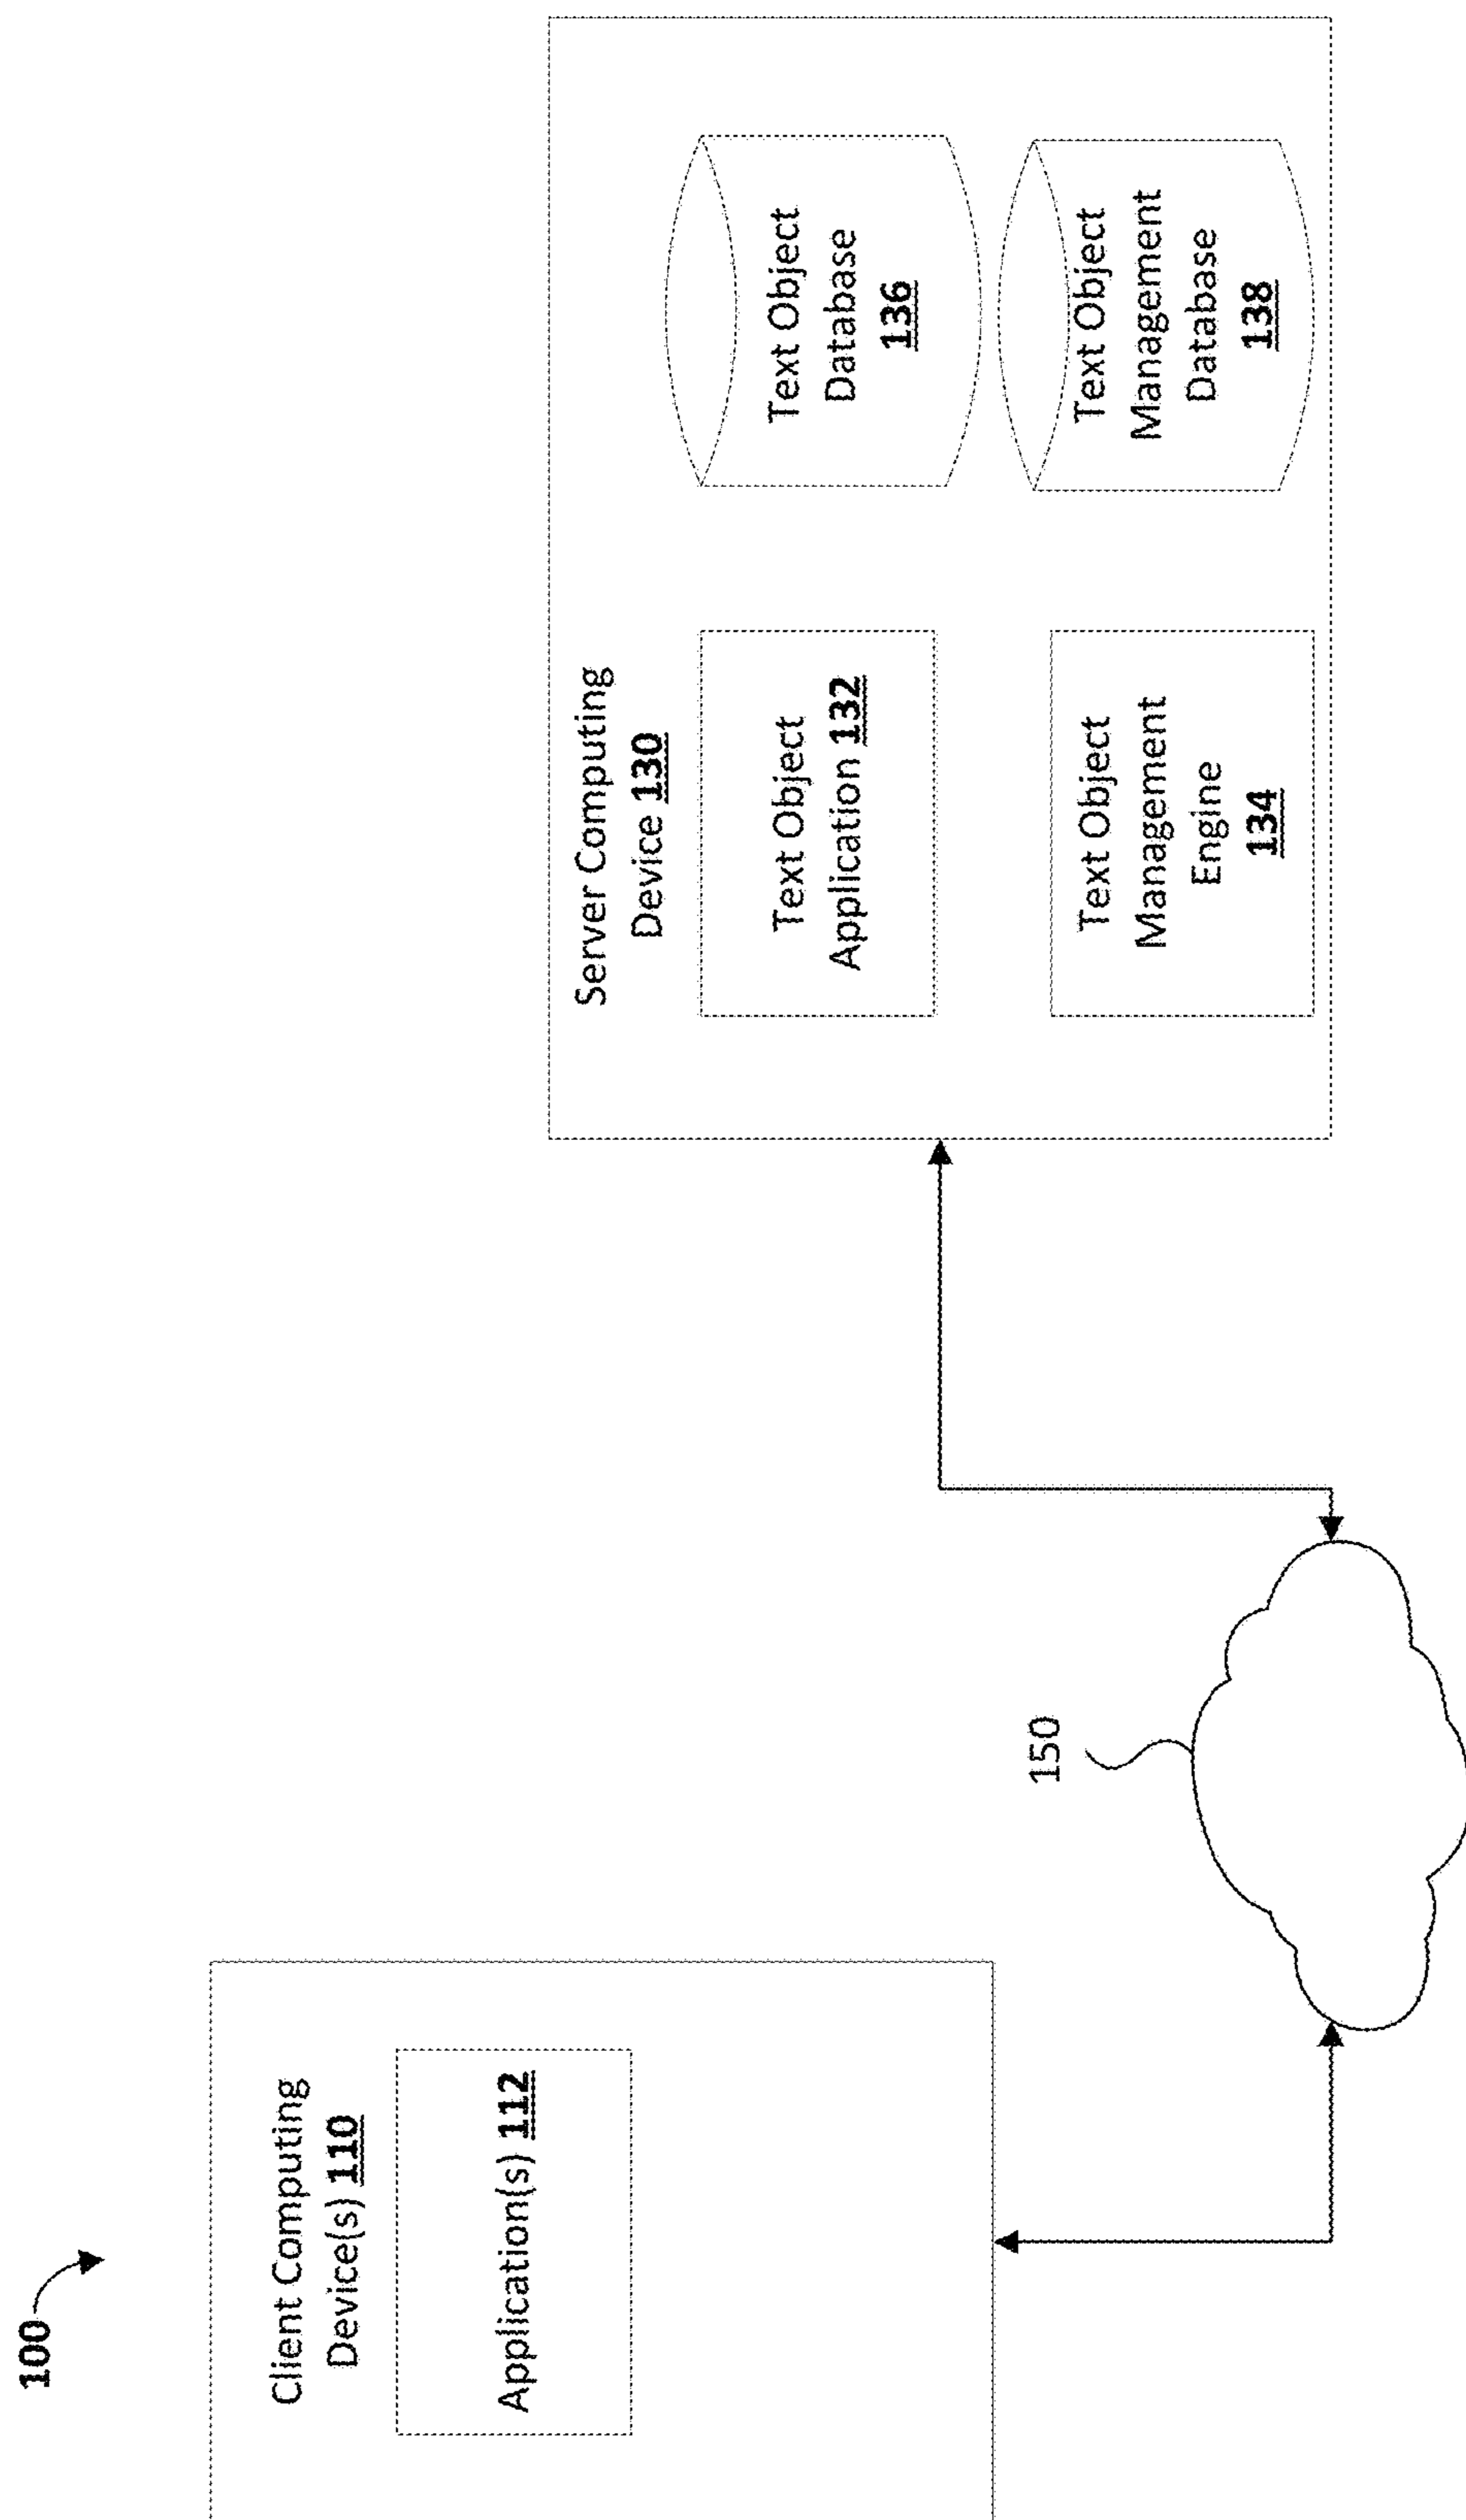 100
Client Computing
Device(s) 110
Application(s) 112
150
Server Computing
Device 130
Text Object
Application 132
Text Object
Management
Engine
134
Text Object
Database
136
Text Object
Management
Database
138